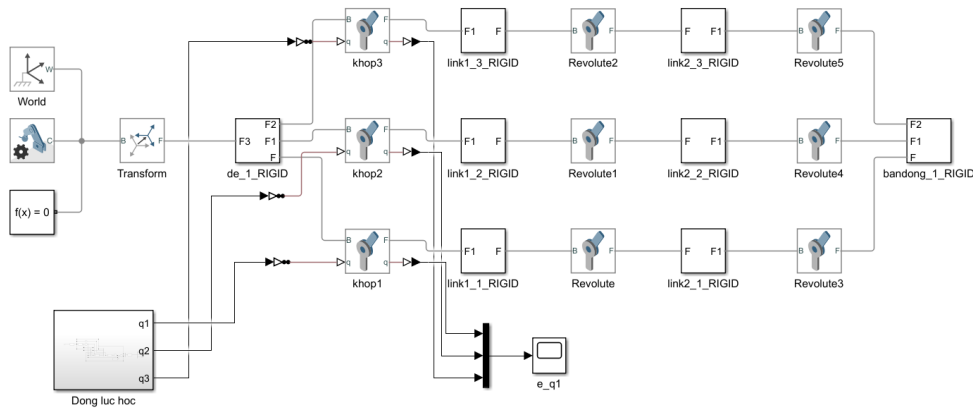 B
F
q
q
khop3
F1
F
link1_3_RIGID
B
F
Revolute2
F
F1
link2_3_RIGID
B
F
Revolute5
W
World
C
f(x) = 0
B
F
Transform
F2
F3
F1
F
de_1_RIGID
B
F
q
q
khop2
F1
F
link1_2_RIGID
B
F
Revolute1
F
F1
link2_2_RIGID
B
F
Revolute4
F2
F1
F
bandong_1_RIGID
B
F
q
q
khop1
F1
F
link1_1_RIGID
B
F
Revolute
F
F1
link2_1_RIGID
B
F
Revolute3
q1
q2
q3
Dong luc hoc
e_q1